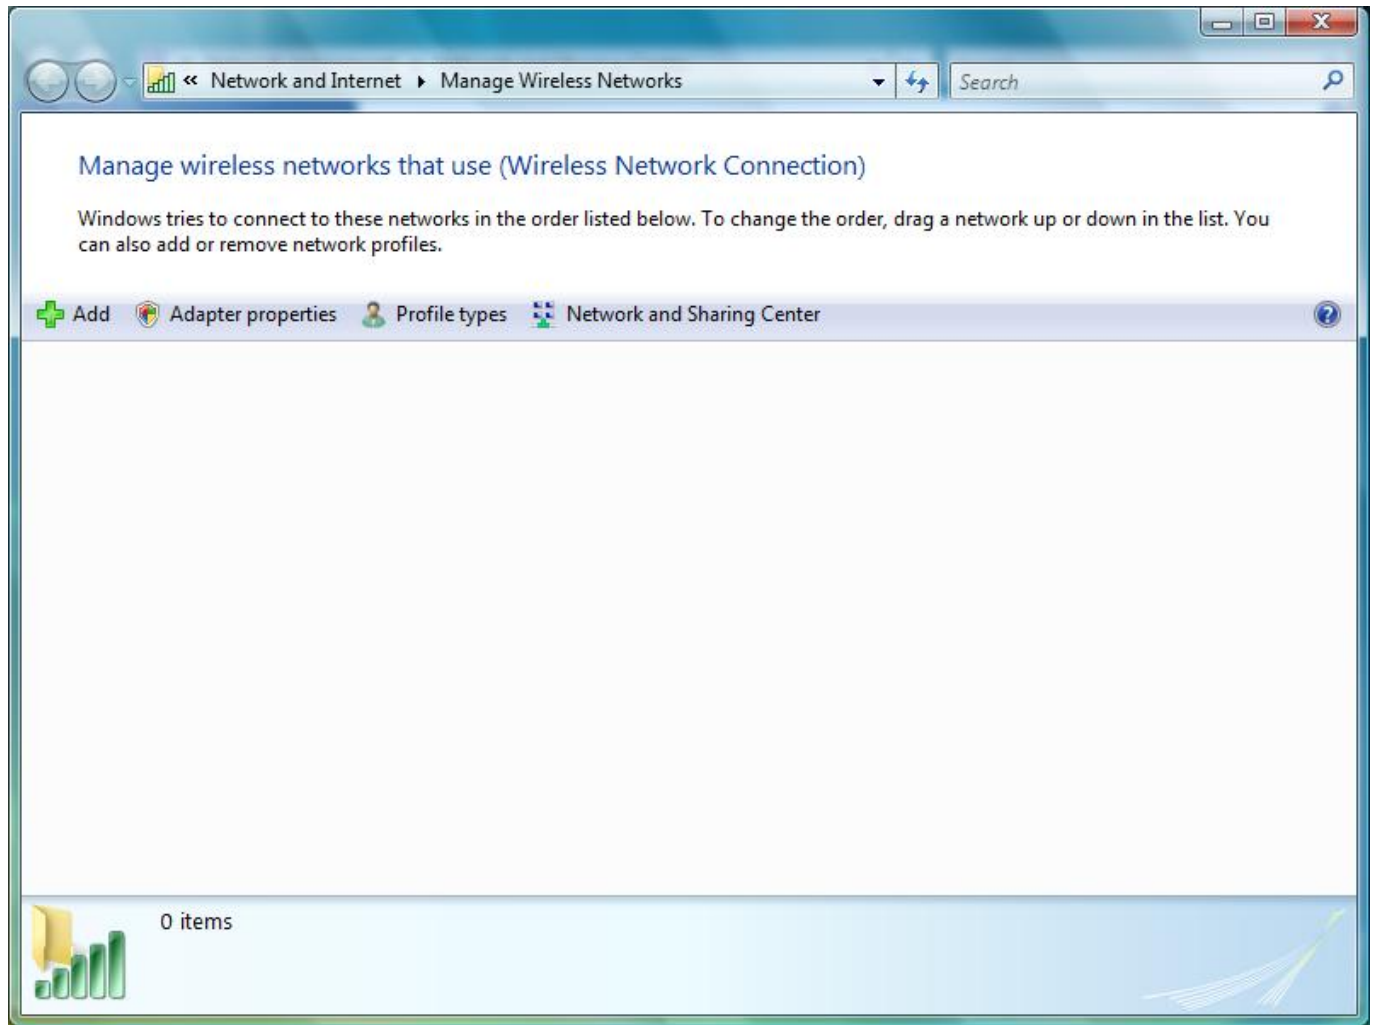 « Network and Internet ▸ Manage Wireless Networks
Search
Manage wireless networks that use (Wireless Network Connection)
Windows tries to connect to these networks in the order listed below. To change the order, drag a network up or down in the list. You
can also add or remove network profiles.
Add Adapter properties Profile types Network and Sharing Center
0 items